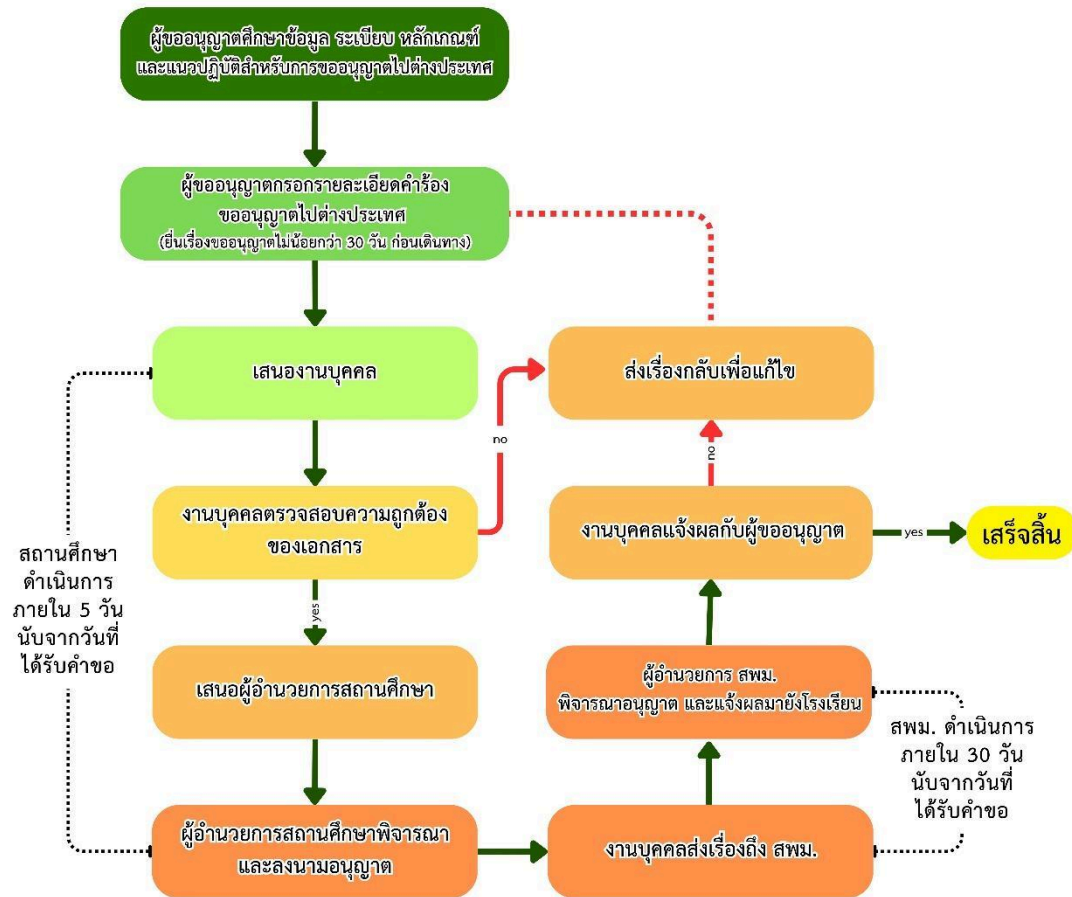 ผู้ขออนุญาตศึกษาข้อมูล ระเบียบ หลักเกณฑ์
และแนวปฏิบัติสำหรับการขออนุญาตไปต่างประเทศ
ผู้ขออนุญาตกรอกรายละเอียดคำร้อง
ขออนุญาตไปต่างประเทศ
(ยื่นเรื่องขออนุญาตไม่น้อยกว่า 30 วัน ก่อนเดินทาง)
เสนองานบุคคล
งานบุคคลตรวจสอบความถูกต้อง
ของเอกสาร
no
yes
เสนอผู้อำนวยการสถานศึกษา
ผู้อำนวยการสถานศึกษาพิจารณา
และลงนามอนุญาต
สถานศึกษา
ดำเนินการ
ภายใน 5 วัน
นับจากวันที่
ได้รับคำขอ
ส่งเรื่องกลับเพื่อแก้ไข
no
งานบุคคลแจ้งผลกับผู้ขออนุญาต
yes
เสร็จสิ้น
ผู้อำนวยการ สพม.
พิจารณาอนุญาต และแจ้งผลมายังโรงเรียน
งานบุคคลส่งเรื่องถึง สพม.
สพม. ดำเนินการ
ภายใน 30 วัน
นับจากวันที่
ได้รับคำขอ